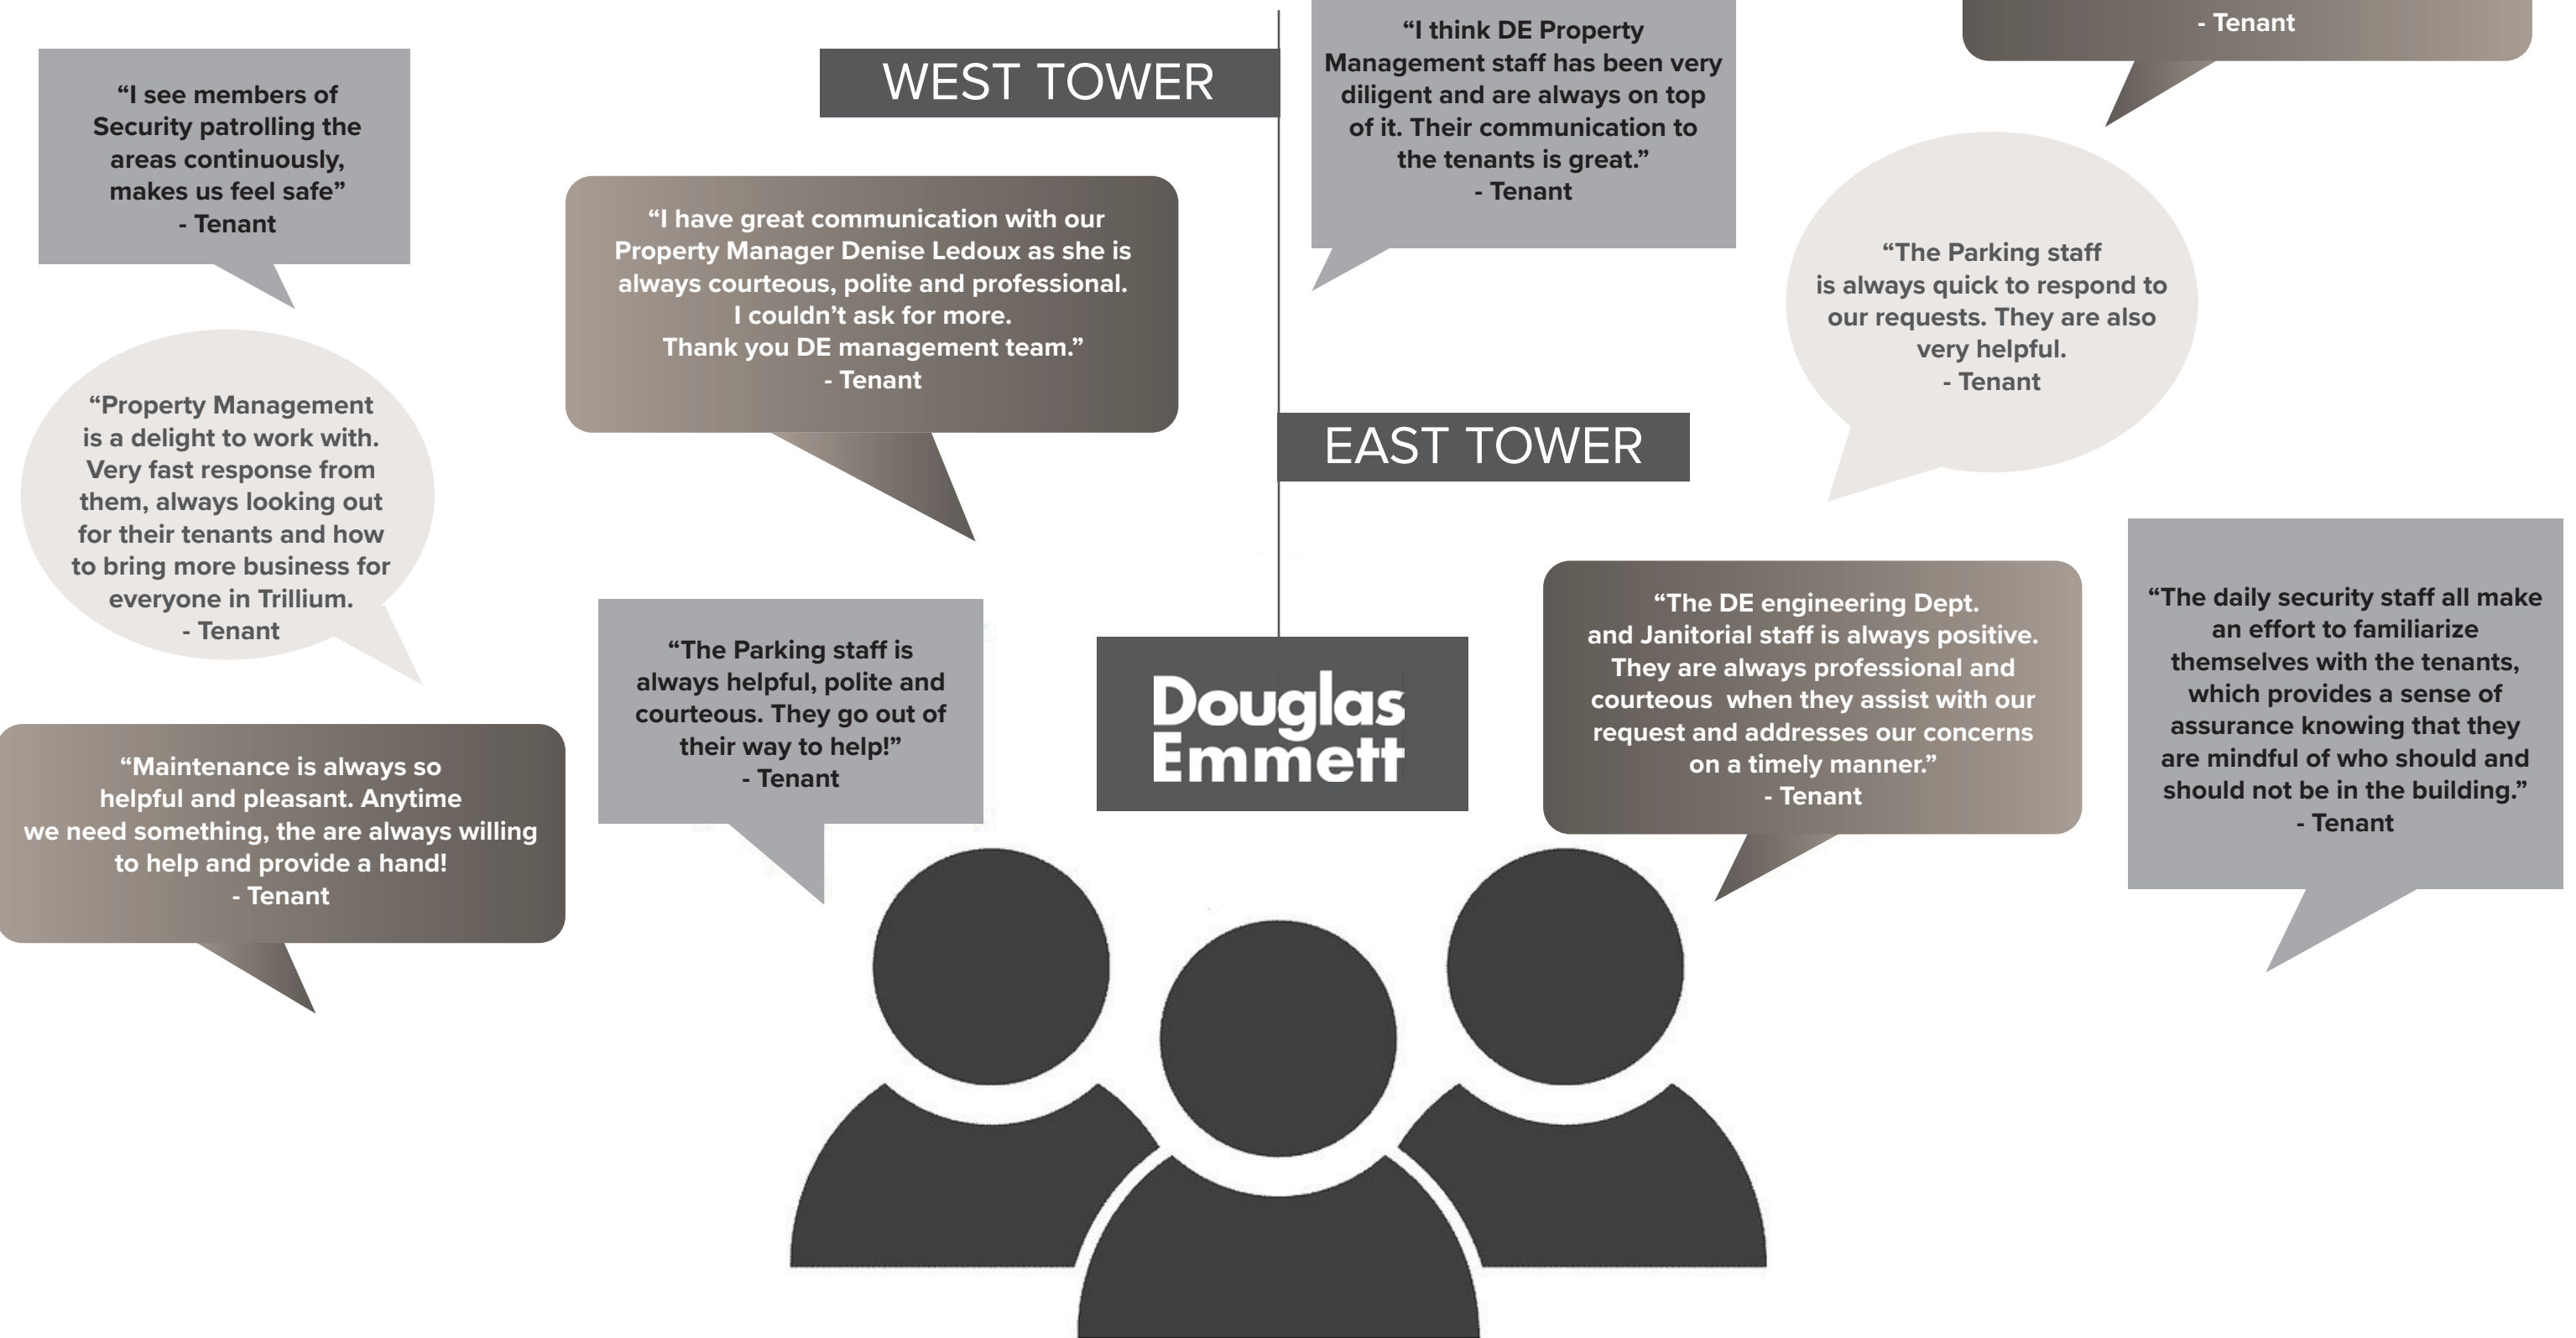 “I see members of
Security patrolling the
areas continuously,
makes us feel safe”
- Tenant
“Property Management
is a delight to work with.
Very fast response from
them, always looking out
for their tenants and how
to bring more business for
everyone in Trillium.
- Tenant
“Maintenance is always so
helpful and pleasant. Anytime
we need something, the are always willing
to help and provide a hand!
- Tenant
WEST TOWER
“I have great communication with our
Property Manager Denise Ledoux as she is
always courteous, polite and professional.
I couldn’t ask for more.
Thank you DE management team.”
- Tenant
“The Parking staff is
always helpful, polite and
courteous. They go out of
their way to help!”
- Tenant
“I think DE Property
Management staff has been very
diligent and are always on top
of it. Their communication to
the tenants is great.”
- Tenant
EAST TOWER
Douglas
Emmett
- Tenant
“The Parking staff
is always quick to respond to
our requests. They are also
very helpful.
- Tenant
“The DE engineering Dept.
and Janitorial staff is always positive.
They are always professional and
courteous  when they assist with our
request and addresses our concerns
on a timely manner.”
- Tenant
“The daily security staff all make
an effort to familiarize
themselves with the tenants,
which provides a sense of
assurance knowing that they
are mindful of who should and
should not be in the building.”
- Tenant